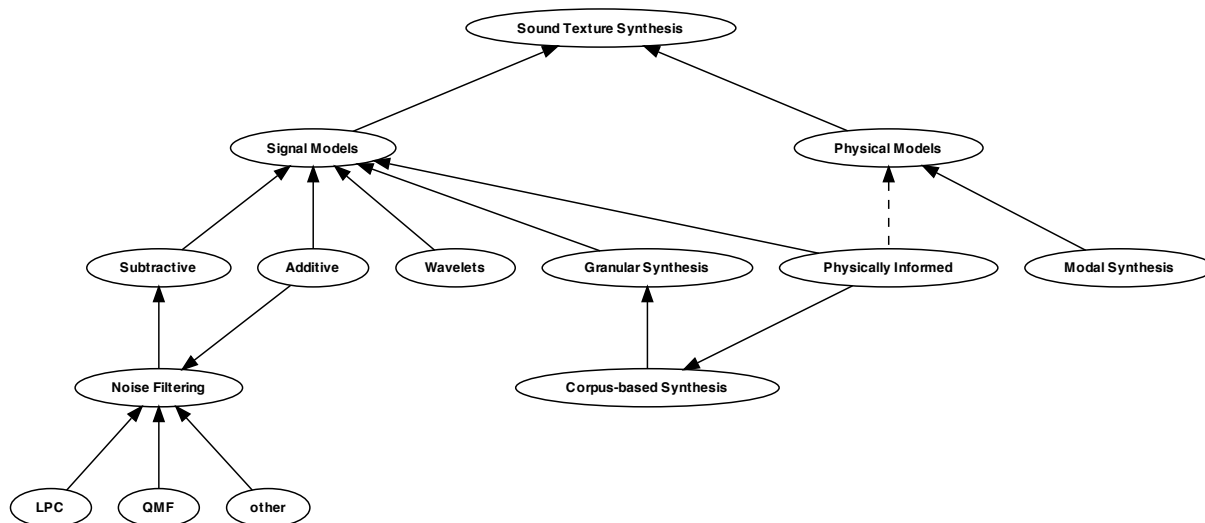 Sound Texture Synthesis
Signal Models
Physical Models
Subtractive
Additive
Wavelets
Granular Synthesis
Physically Informed
Modal Synthesis
Noise Filtering
Corpus-based Synthesis
LPC
QMF
other